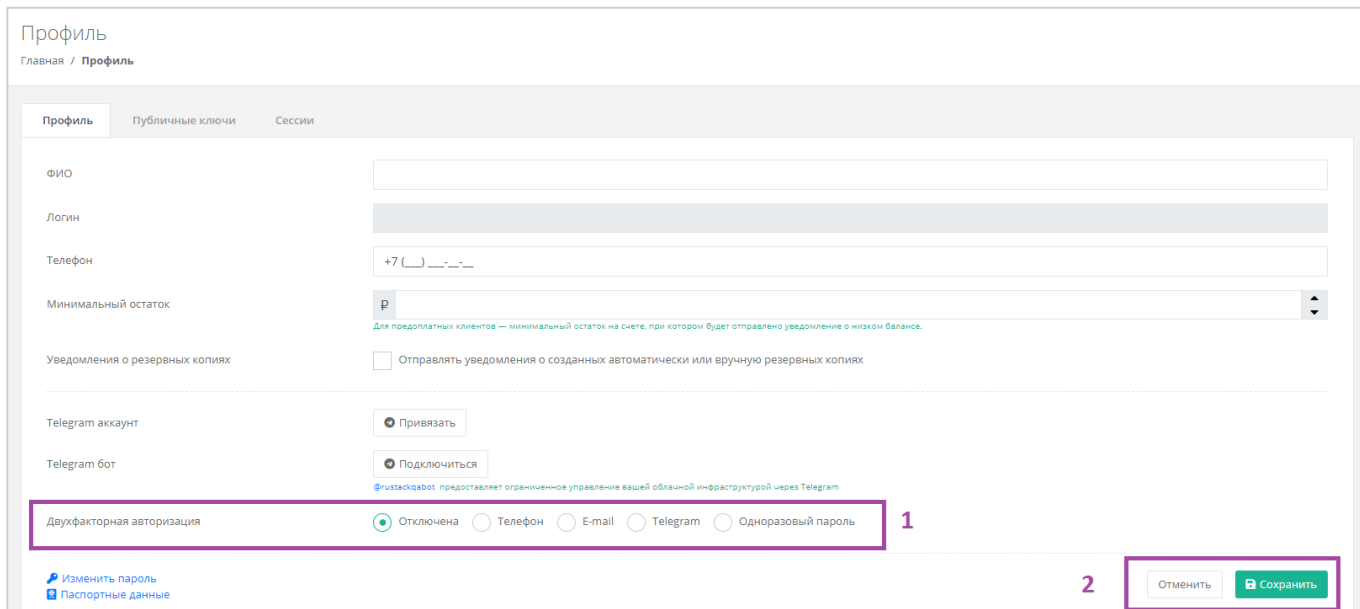 Профиль
Главная / Профиль
Профиль Публичные ключи Сессии
ФИО
Логин
Телефон +7 (___) ___-__-__
Минимальный остаток ₽
Для предоплатных клиентов — минимальный остаток на счете, при котором будет отправлено уведомление о низком балансе.
Уведомления о резервных копиях Отправлять уведомления о созданных автоматически или вручную резервных копиях
Telegram аккаунт Привязать
Telegram бот Подключиться
@rustackqabot предоставляет ограниченное управление вашей облачной инфраструктурой через Telegram
Двухфакторная авторизация Отключена Телефон E-mail Telegram Одноразовый пароль 1
Изменить пароль
Паспортные данные
2 Отменить Сохранить